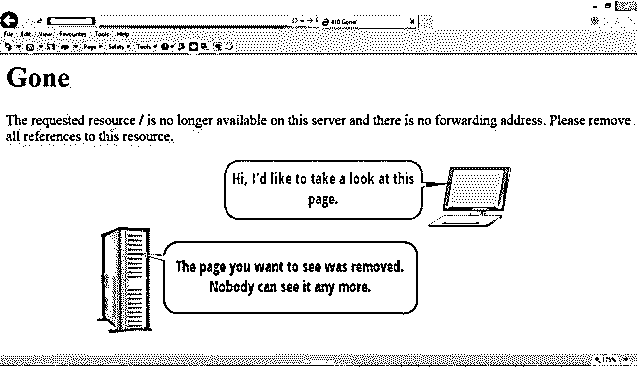 410 Gone
File Edit View Favourites Tools Help
Page Safety Tools
Gone
The requested resource / is no longer available on this server and there is no forwarding address. Please remove
all references to this resource.
Hi, I'd like to take a look at this
page.
The page you want to see was removed.
Nobody can see it any more.